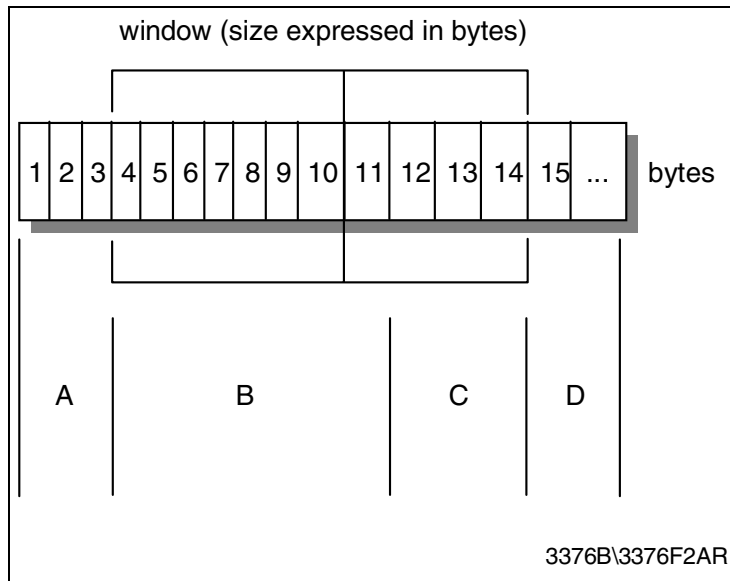 window (size expressed in bytes)
1 2 3 4 5 6 7 8 9 10 11 12 13 14 15 ... bytes
A B C D
3376B\3376F2AR